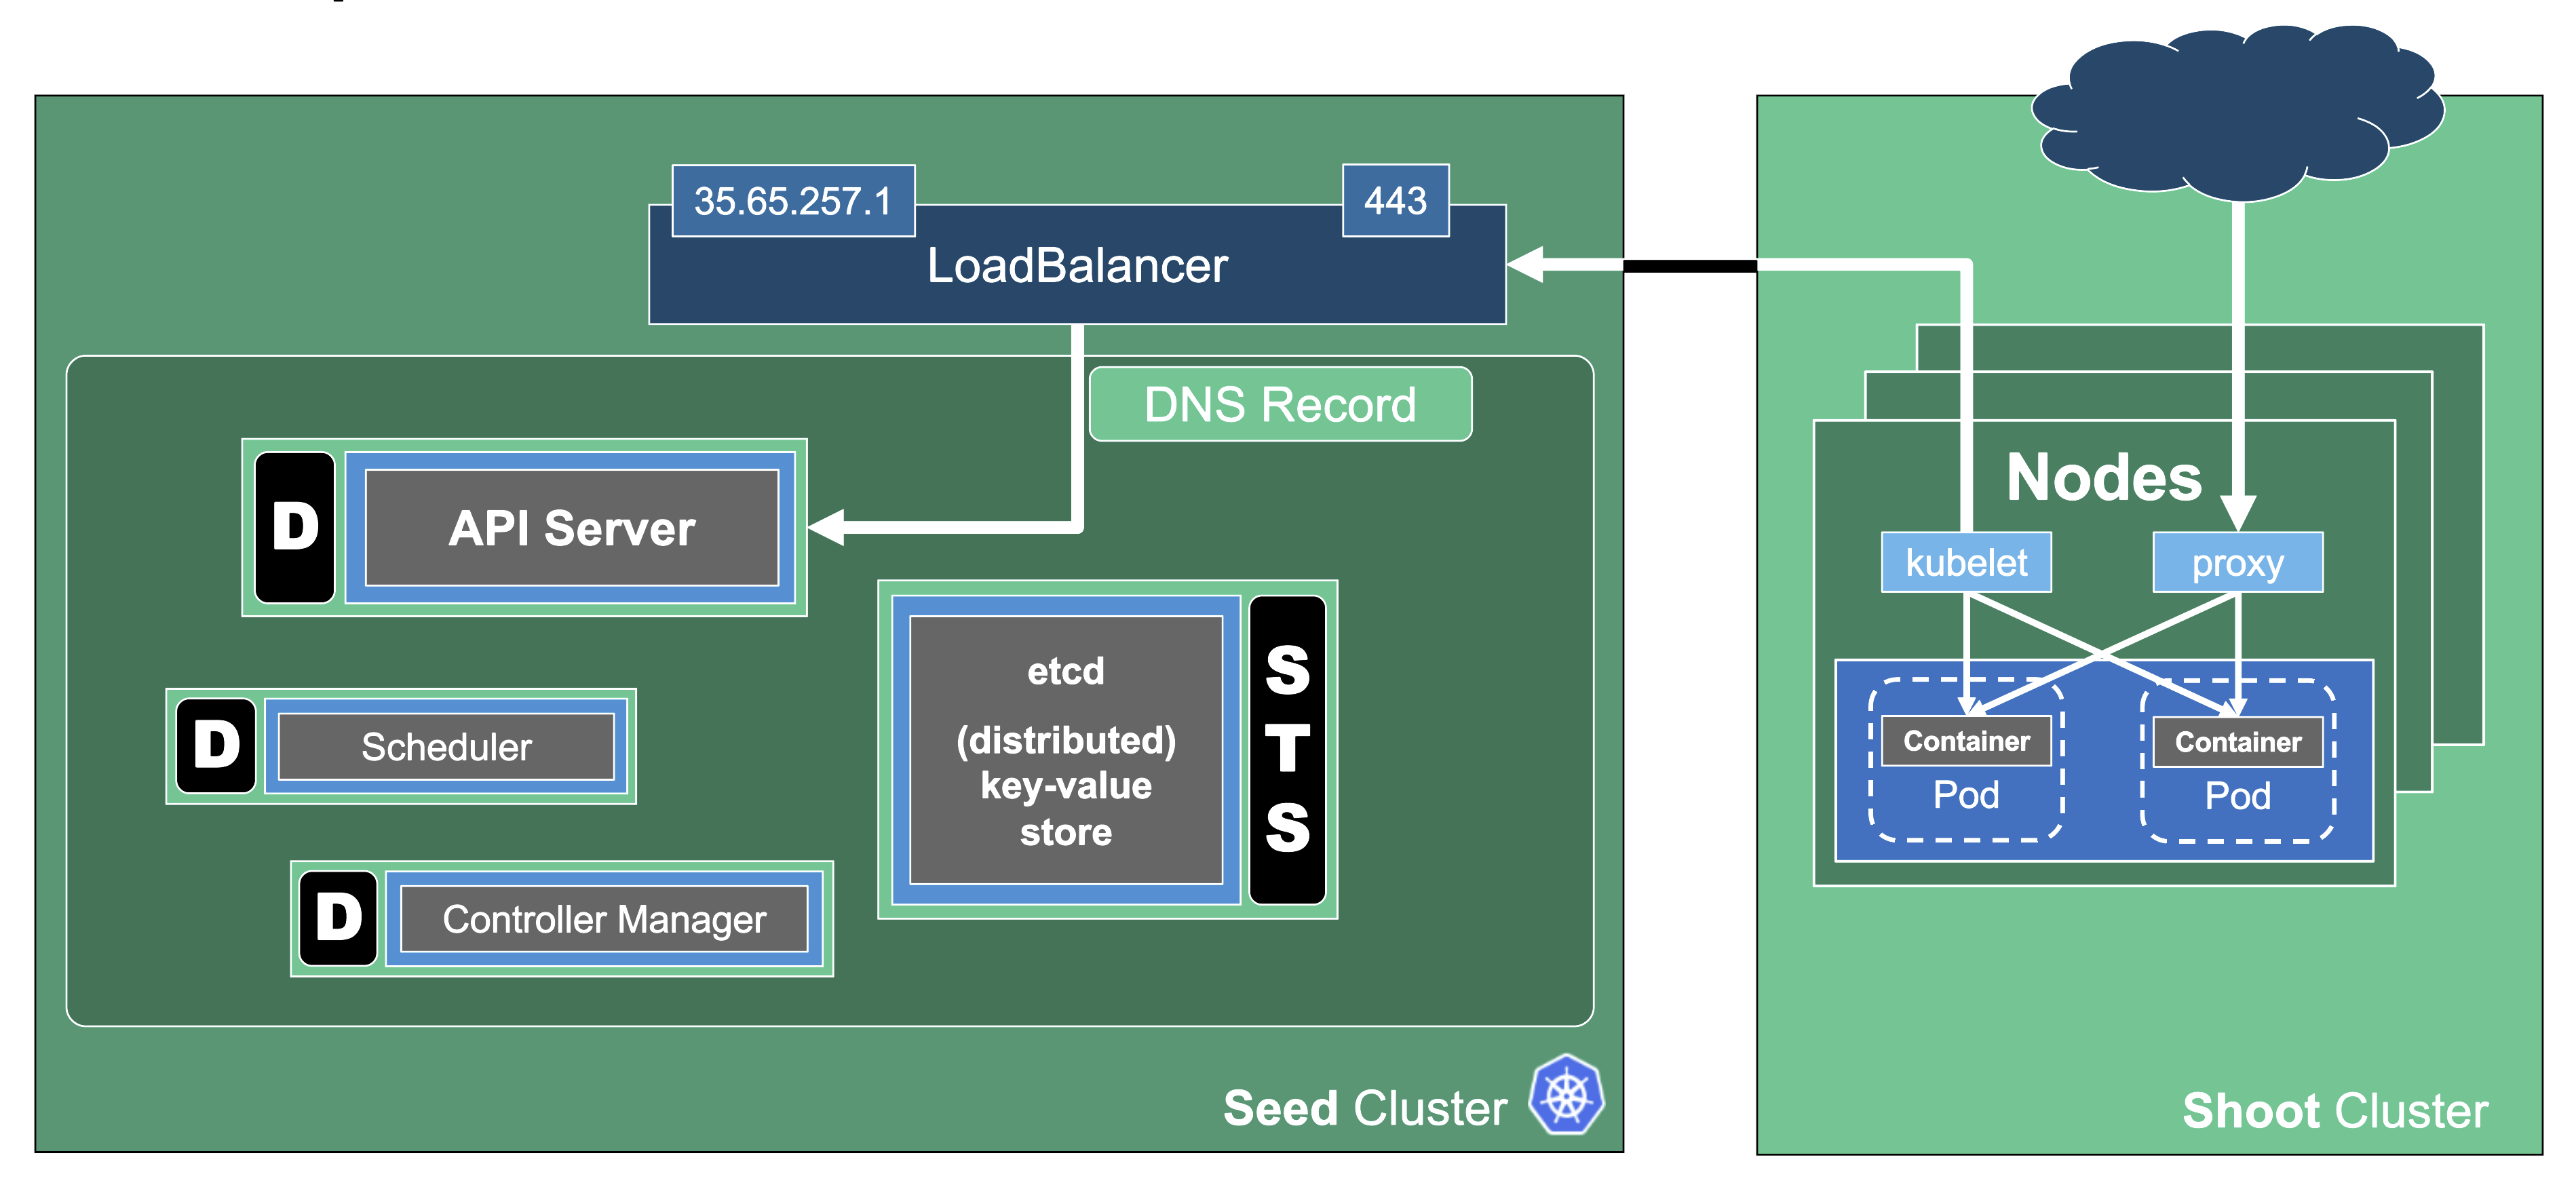 35.65.257.1
443
LoadBalancer
DNS Record
D
API Server
etcd
(distributed)
key-value
store
S
T
S
D
Scheduler
D
Controller Manager
Seed Cluster
Nodes
kubelet
proxy
Container
Pod
Container
Pod
Shoot Cluster